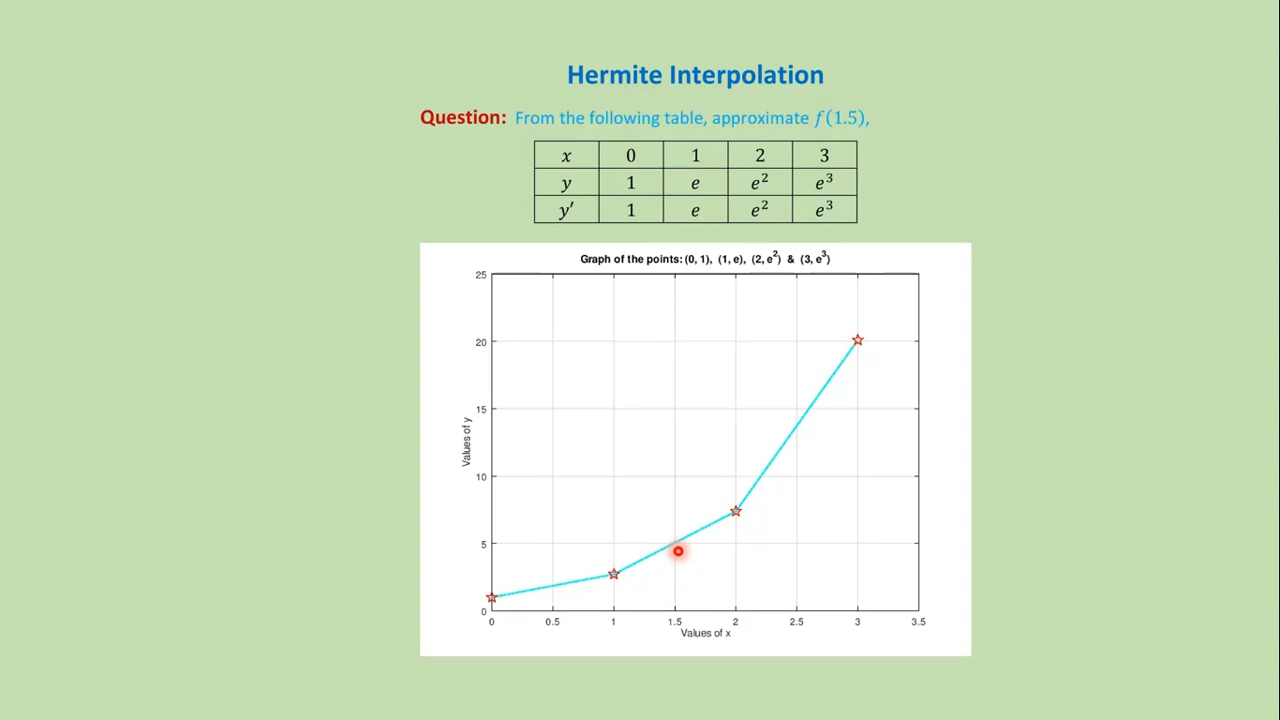 Hermite Interpolation
Question: From the following table, approximate f(1.5),
x 0 1 2 3
y 1 e e² e³
y′ 1 e e² e³
Graph of the points: (0, 1), (1, e), (2, e²) & (3, e³)
25
20
15
10
5
0
Values of y
0 0.5 1 1.5 2 2.5 3 3.5
Values of x